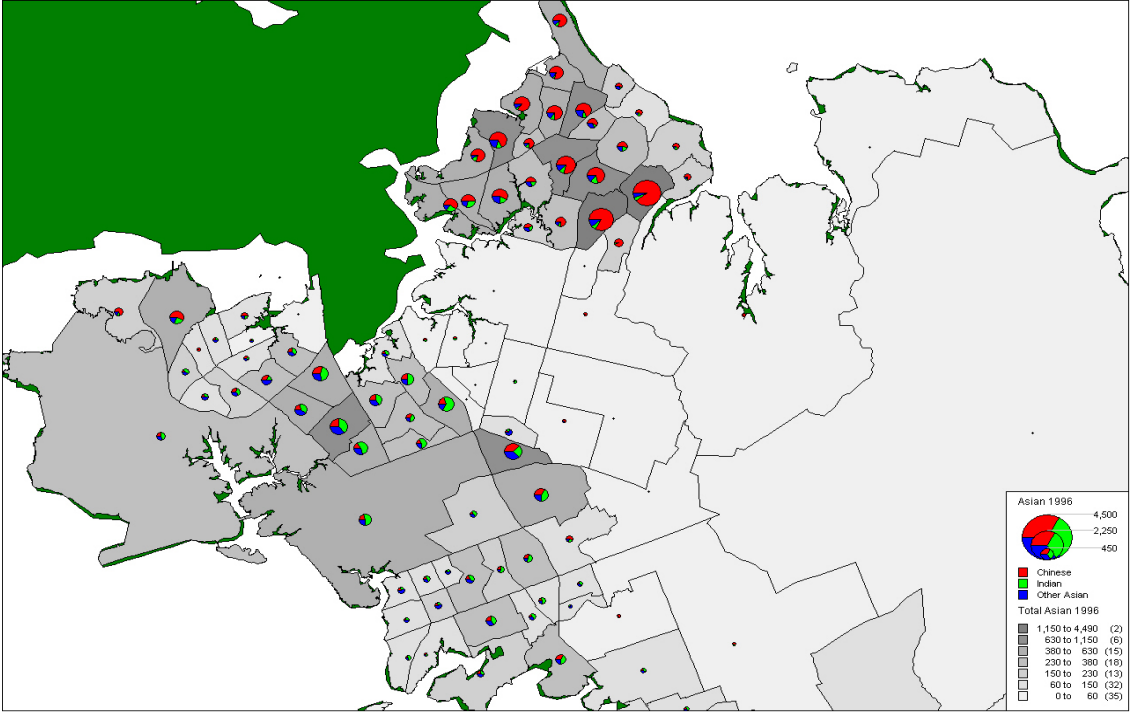 Asian 1996
4,500
2,250
450
Chinese
Indian
Other Asian
Total Asian 1996
1,150 to 4,490 (2)
630 to 1,150 (6)
380 to 630 (15)
230 to 380 (18)
150 to 230 (13)
60 to 150 (32)
0 to 60 (35)